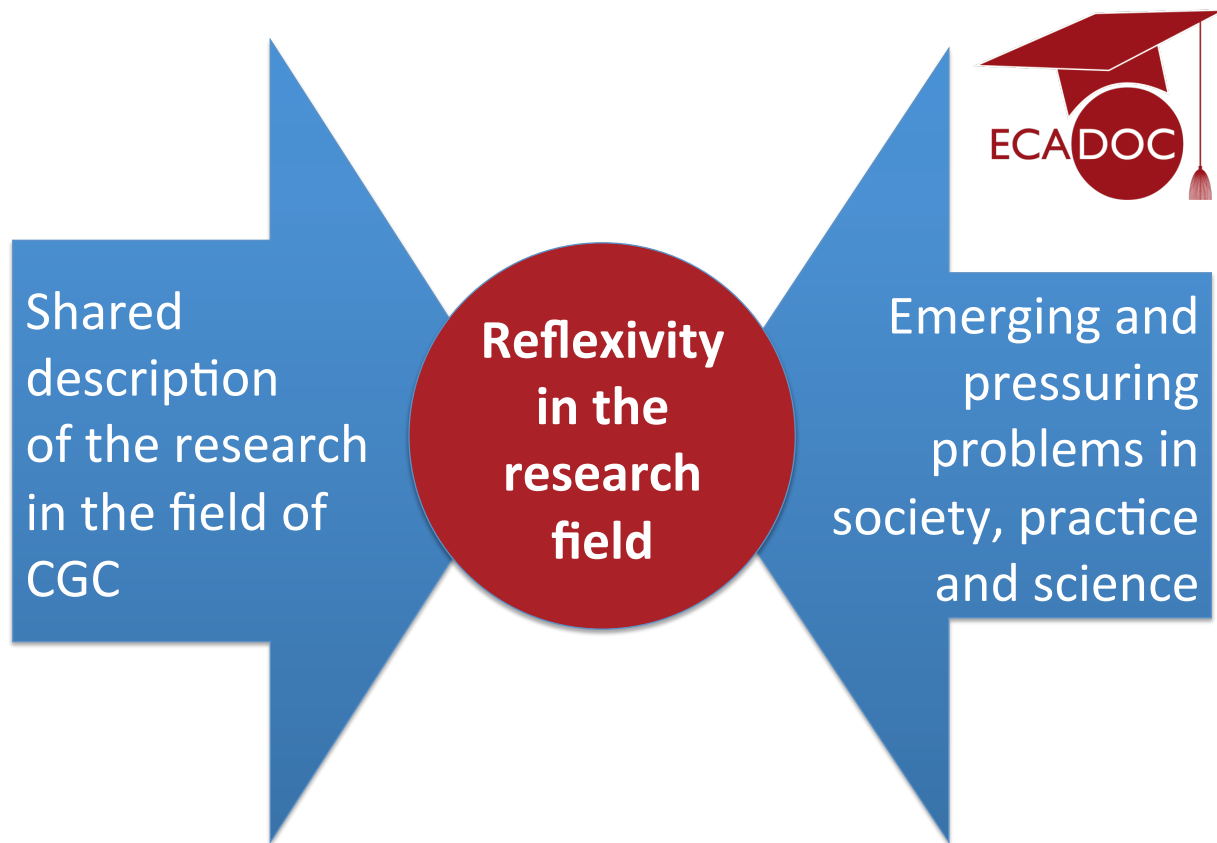 ECADOC
Shared
description
of the research
in the field of
CGC
Reflexivity
in the
research
field
Emerging and
pressuring
problems in
society, practice
and science